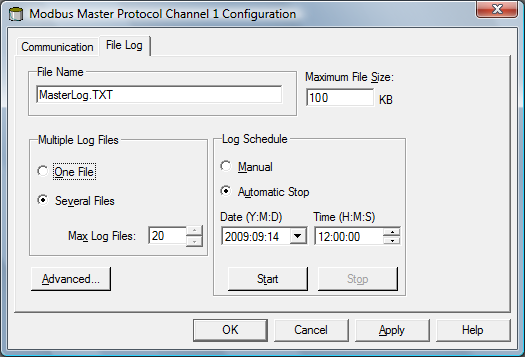 Modbus Master Protocol Channel 1 Configuration
Communication File Log
File Name
MasterLog.TXT
Maximum File Size:
100 KB
Multiple Log Files
One File
Several Files
Max Log Files: 20
Log Schedule
Manual
Automatic Stop
Date (Y:M:D) Time (H:M:S)
2009:09:14 12:00:00
Advanced...
Start Stop
OK Cancel Apply Help